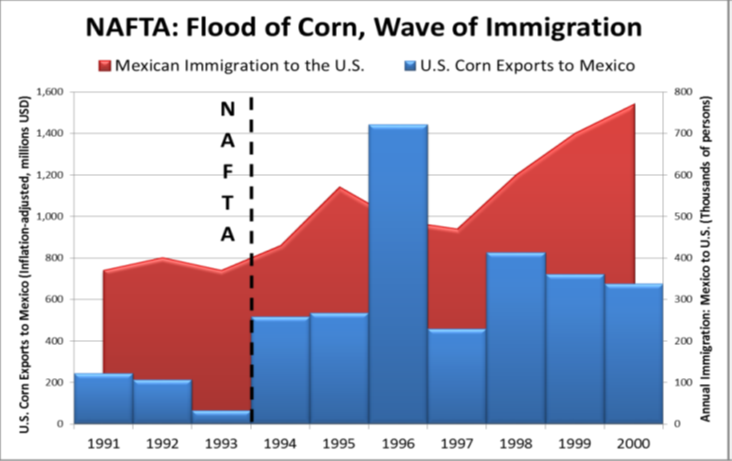 NAFTA: Flood of Corn, Wave of Immigration
Mexican Immigration to the U.S.
U.S. Corn Exports to Mexico
U.S. Corn Exports to Mexico (Inflation-adjusted, millions USD)
1,600
1,400
1,200
1,000
800
600
400
200
0
N
A
F
T
A
800
700
600
500
400
300
200
100
0
Annual Immigration: Mexico to U.S. (Thousands of persons)
1991 1992 1993 1994 1995 1996 1997 1998 1999 2000